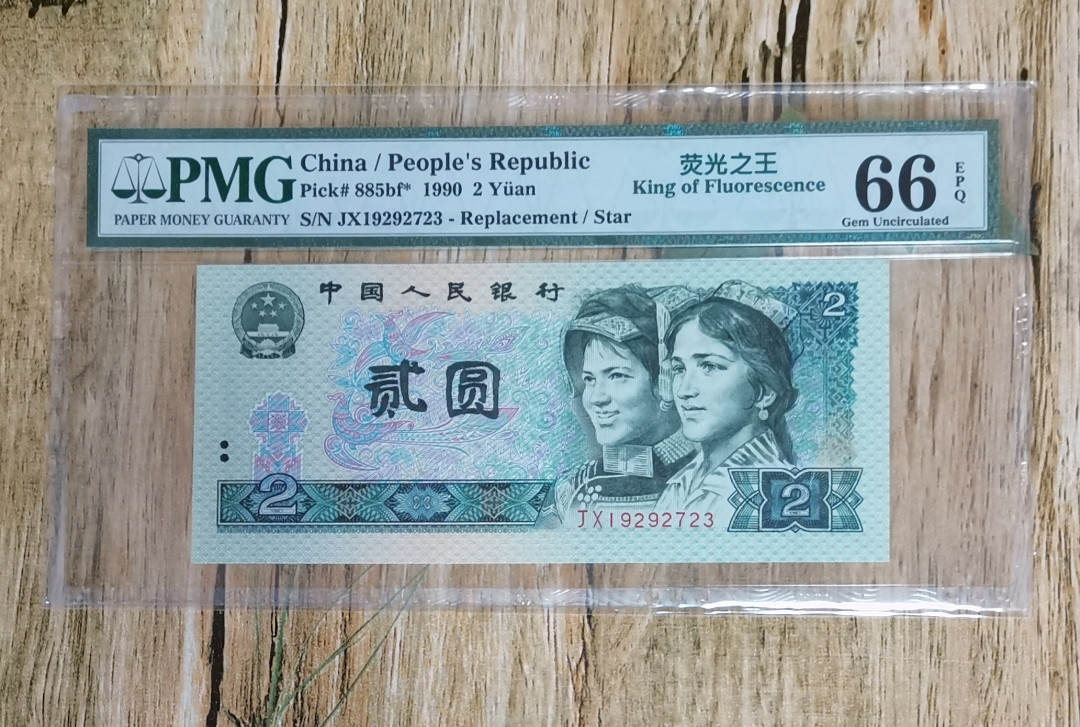 PMG
PAPER MONEY GUARANTY
China / People's Republic
Pick# 885bf* 1990 2 Yüan
S/N JX19292723 - Replacement / Star
荧光之王
King of Fluorescence
66
EPQ
Gem Uncirculated
中国人民银行
2
贰圆
2
JX19292723
2